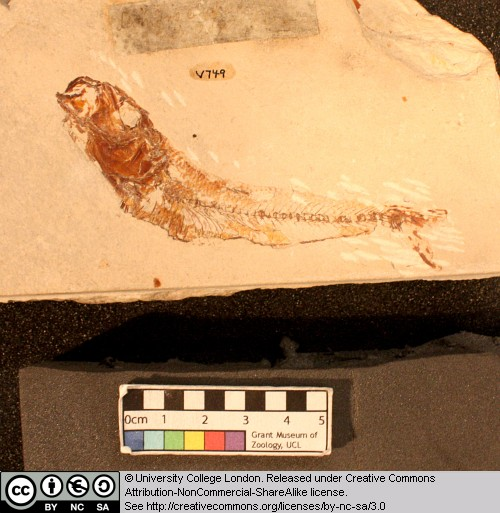 V749
0cm 1 2 3 4 5
Grant Museum of
Zoology, UCL
© University College London. Released under Creative Commons
Attribution-NonCommercial-ShareAlike license.
See http://creativecommons.org/licenses/by-nc-sa/3.0
cc
BY NC SA